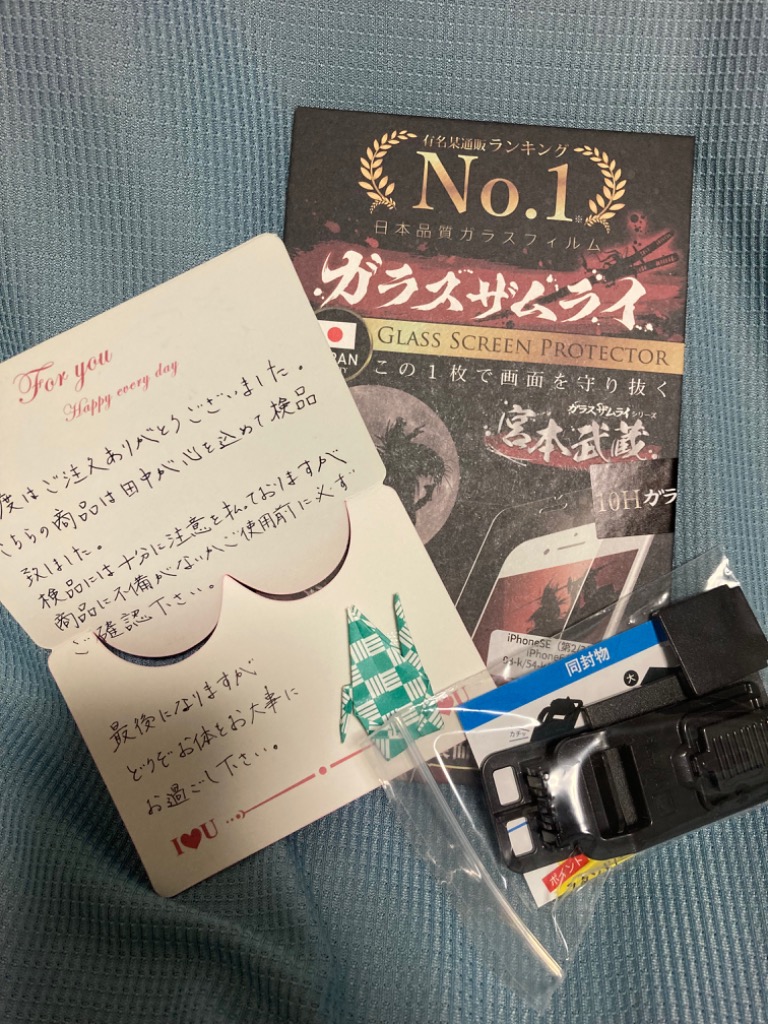 有名某通販ランキング
No.1
※
日本品質ガラスフィルム
ガラスザムライ
GLASS SCREEN PROTECTOR
この1枚で画面を守り抜く
ガラスザムライシリーズ
宮本武蔵
10Hガラ
iPhoneSE（第2/
iPhone
For you
Happy every day
度はご注文ありがとうございました。
ちらの商品は田中が心を込めて検品
致しました。
検品には十分に注意を払っておりますが
商品に不備がないかご使用前に必ず
ご確認下さい。
最後になりますが
どうぞお体をお大事に
お過ごし下さい。
I♥U
同封物
大
カチッ
ポイント